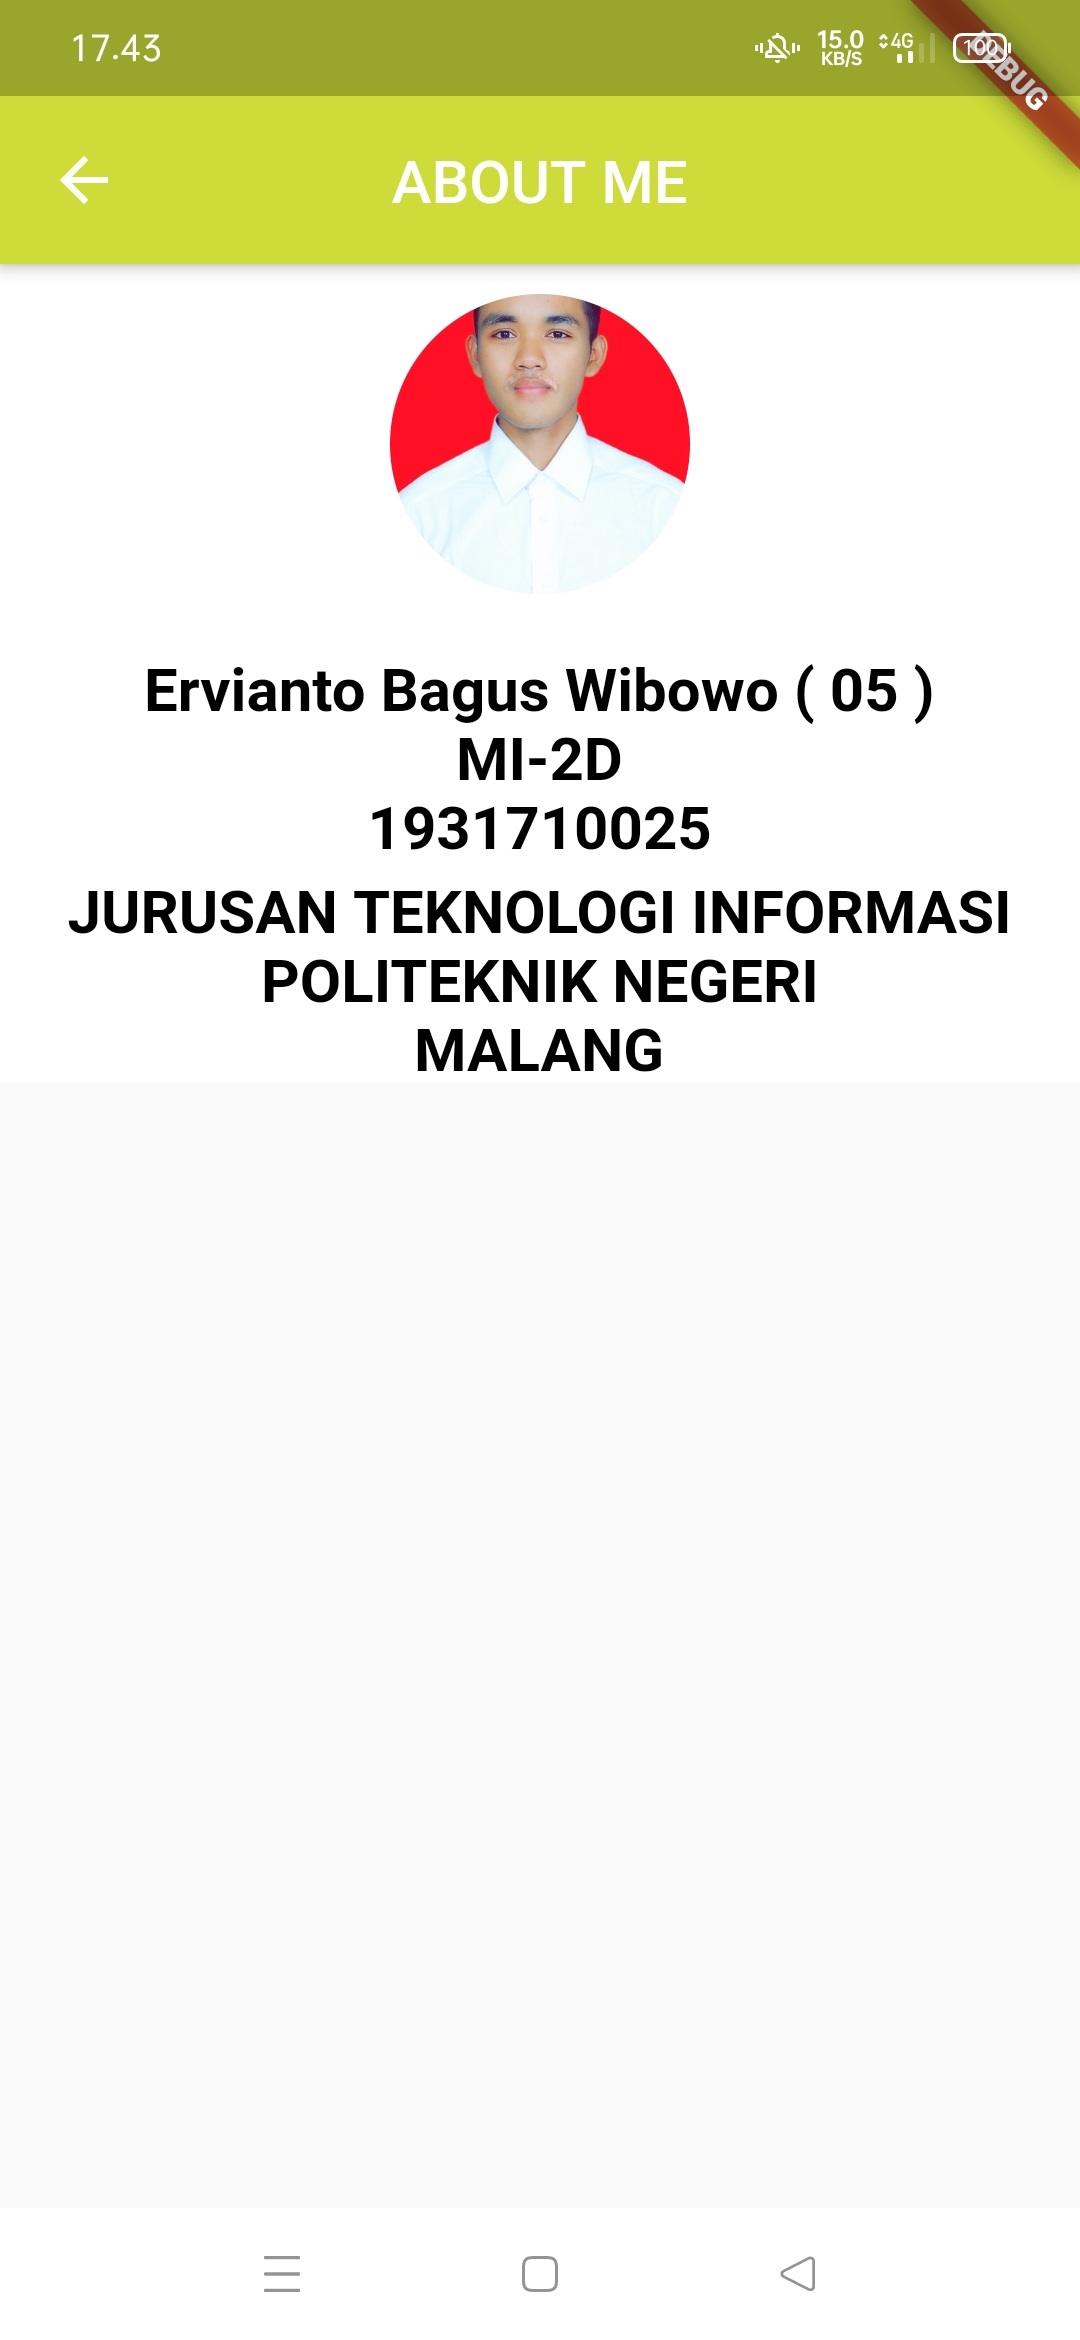 17.43
15.0
KB/S
4G
100
DEBUG
ABOUT ME
Ervianto Bagus Wibowo ( 05 )
MI-2D
1931710025
JURUSAN TEKNOLOGI INFORMASI
POLITEKNIK NEGERI
MALANG